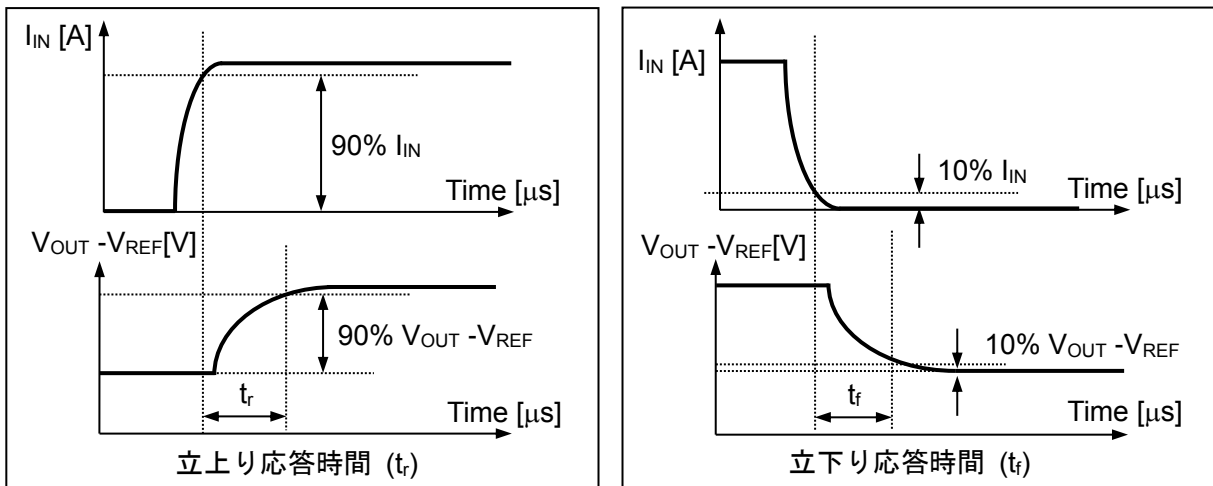 I_IN [A]
90% I_IN
Time [μs]
V_OUT -V_REF[V]
90% V_OUT -V_REF
t_r
Time [μs]
立上り応答時間 (t_r)
I_IN [A]
10% I_IN
Time [μs]
V_OUT -V_REF[V]
10% V_OUT -V_REF
t_f
Time [μs]
立下り応答時間 (t_f)